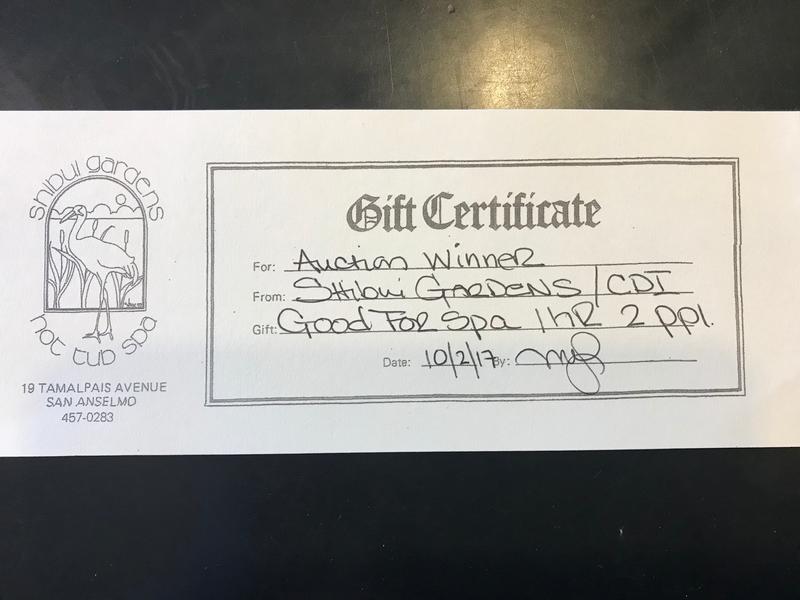 shibui gardens
hot tub spa
19 TAMALPAIS AVENUE
SAN ANSELMO
457-0283
Gift Certificate
For: Auction Winner
From: Shibui Gardens / CDI
Gift: Good For Spa 1 hR 2 ppl.
Date: 10/2/17 By: